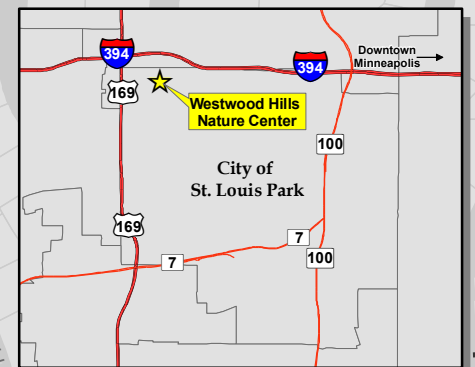 394
Downtown
Minneapolis
394
169
Westwood Hills
Nature Center
100
City of
St. Louis Park
169
7
100
7